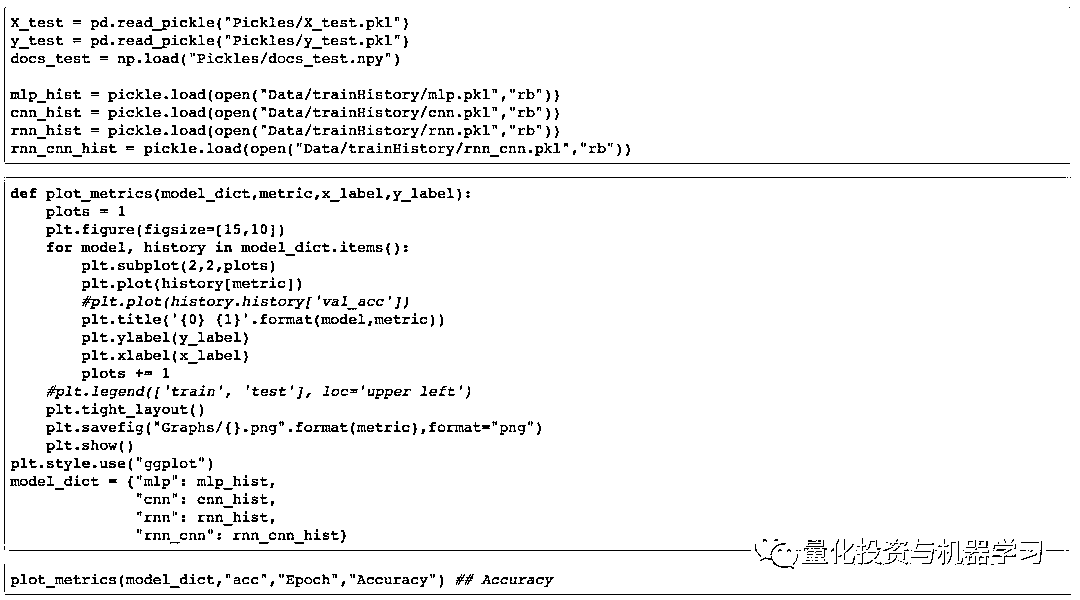 X_test = pd.read_pickle("Pickles/X_test.pkl")
y_test = pd.read_pickle("Pickles/y_test.pkl")
docs_test = np.load("Pickles/docs_test.npy")
mlp_hist = pickle.load(open("Data/trainHistory/mlp.pkl","rb"))
cnn_hist = pickle.load(open("Data/trainHistory/cnn.pkl","rb"))
rnn_hist = pickle.load(open("Data/trainHistory/rnn.pkl","rb"))
rnn_cnn_hist = pickle.load(open("Data/trainHistory/rnn_cnn.pkl","rb"))
def plot_metrics(model_dict,metric,x_label,y_label):
    plots = 1
    plt.figure(figsize=[15,10])
    for model, history in model_dict.items():
        plt.subplot(2,2,plots)
        plt.plot(history[metric])
        #plt.plot(history.history['val_acc'])
        plt.title('{0} {1}'.format(model,metric))
        plt.ylabel(y_label)
        plt.xlabel(x_label)
        plots += 1
    #plt.legend(['train', 'test'], loc='upper left')
    plt.tight_layout()
    plt.savefig("Graphs/{}.png".format(metric),format="png")
    plt.show()
plt.style.use("ggplot")
model_dict = {"mlp": mlp_hist,
              "cnn": cnn_hist,
              "rnn": rnn_hist,
              "rnn_cnn": rnn_cnn_hist}
量化投资与机器学习
plot_metrics(model_dict,"acc","Epoch","Accuracy") ## Accuracy